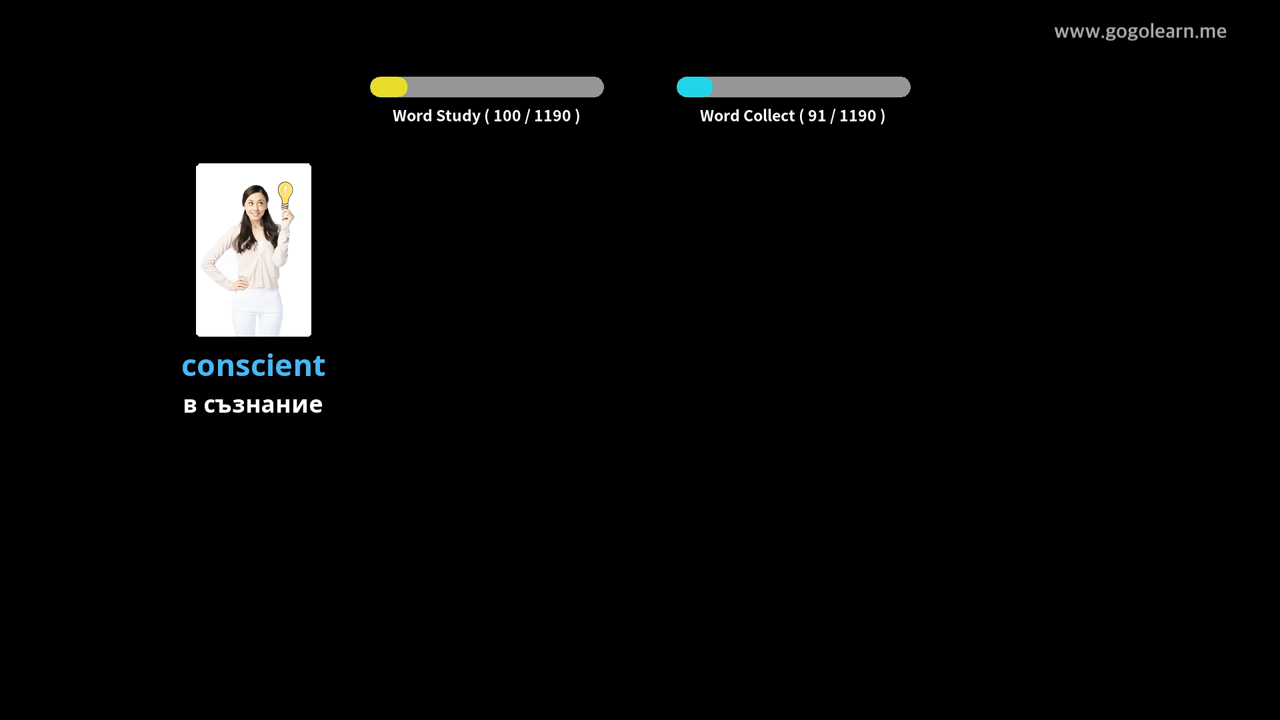 www.gogolearn.me
Word Study ( 100 / 1190 )
Word Collect ( 91 / 1190 )
conscient
в съзнание